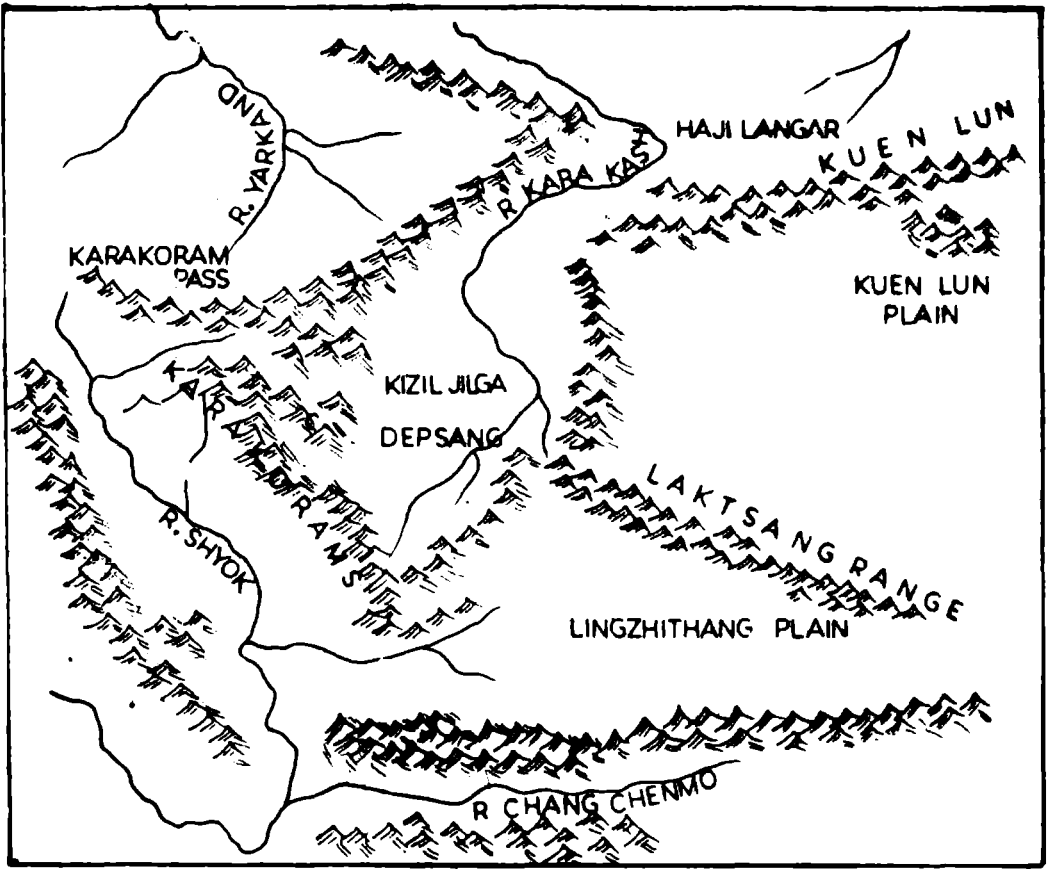 HAJI LANGAR
KUEN LUN
R. YARKAND
R KARA KASH
KARAKORAM
PASS
KUEN LUN
PLAIN
KIZIL JILGA
KARAKORAMS
DEPSANG
LAKTSANG RANGE
R. SHYOK
LINGZHITHANG PLAIN
R CHANG CHENMO